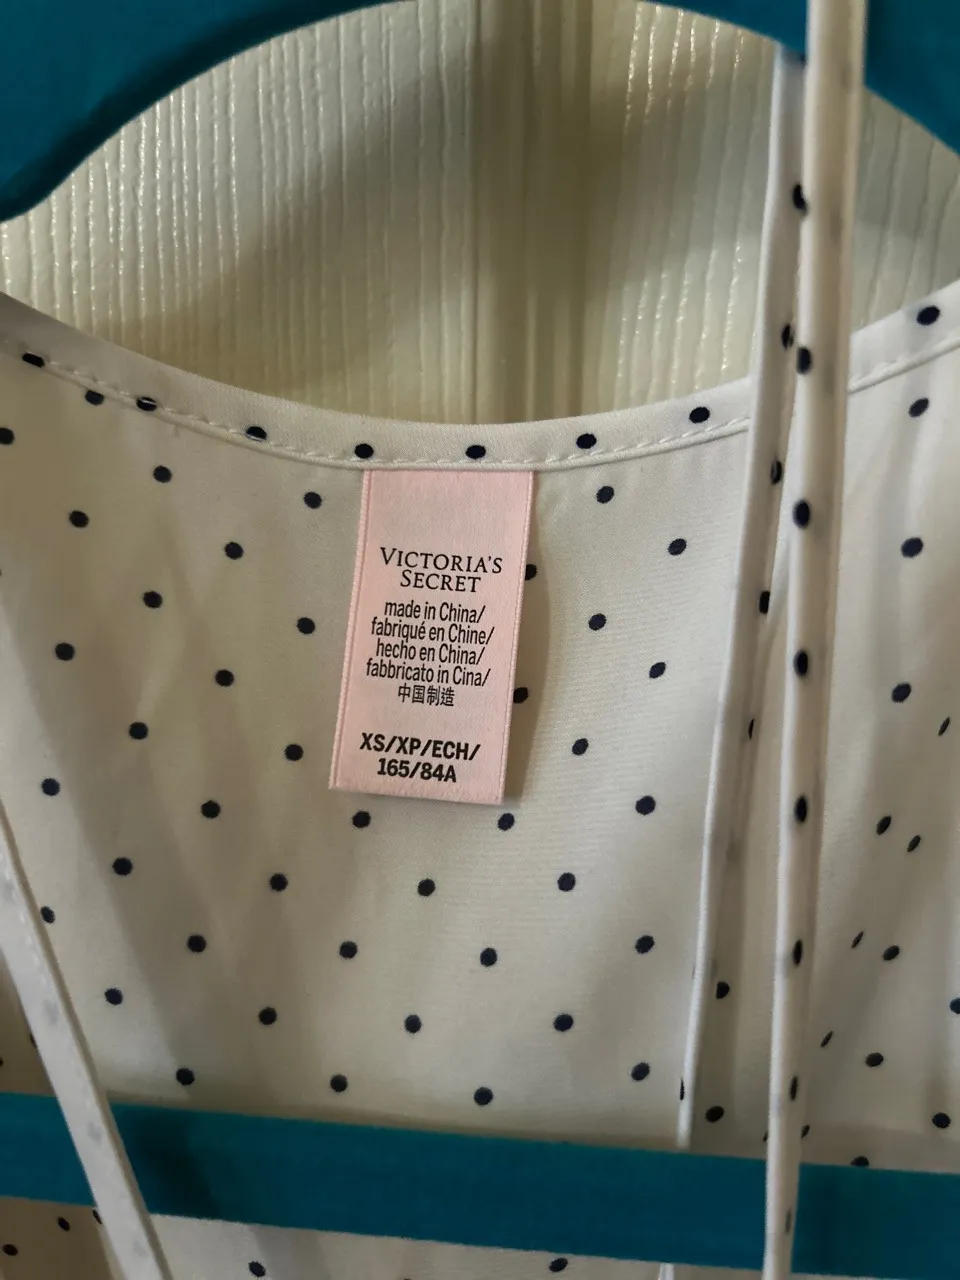 VICTORIA'S
SECRET
made in China/
fabriqué en Chine/
hecho en China/
fabbricato in Cina/
中国制造
XS/XP/ECH/
165/84A